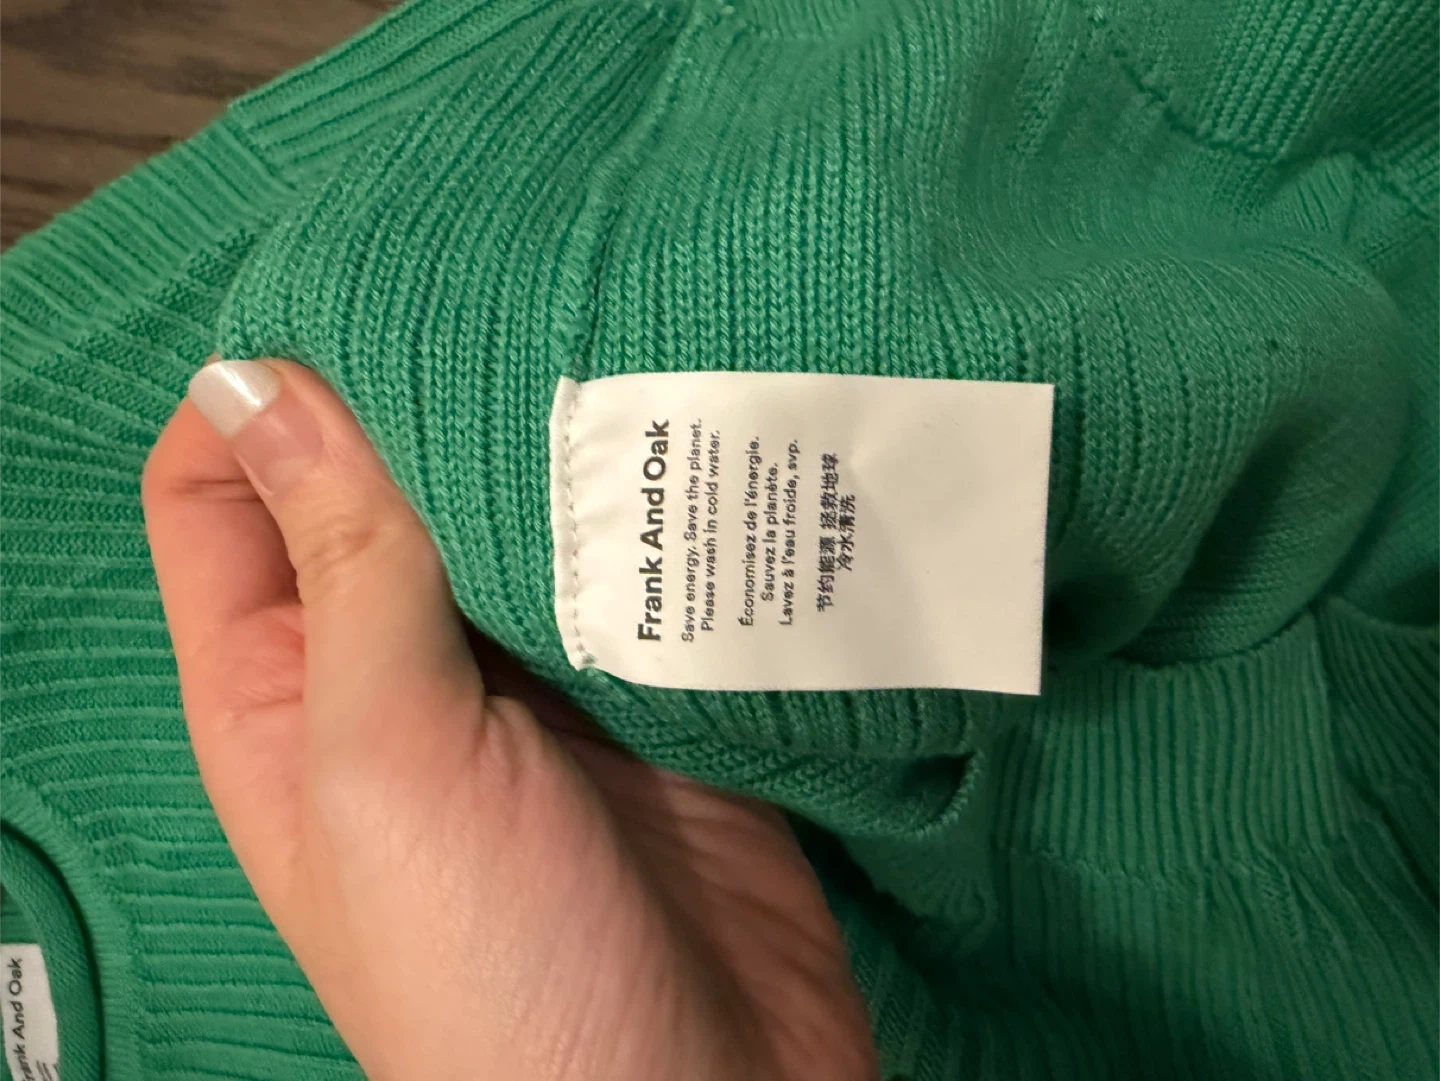 Frank And Oak
Save energy. Save the planet.
Please wash in cold water.
Économisez de l'énergie.
Sauvez la planète.
Lavez à l'eau froide, svp.
节约能源 拯救地球
冷水清洗
And Oak